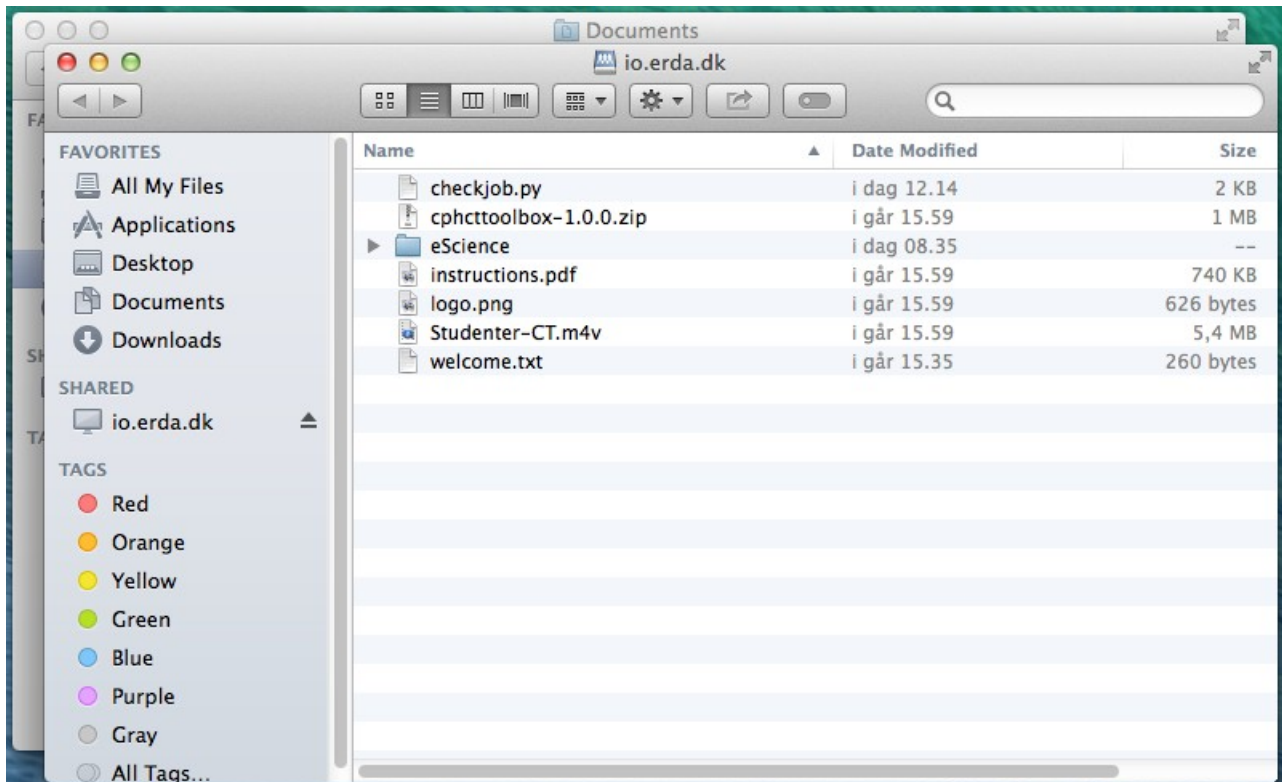 Documents
io.erda.dk
FAVORITES
All My Files
Applications
Desktop
Documents
Downloads
SHARED
io.erda.dk
TAGS
Red
Orange
Yellow
Green
Blue
Purple
Gray
All Tags...
Name Date Modified Size
checkjob.py i dag 12.14 2 KB
cphcttoolbox-1.0.0.zip i går 15.59 1 MB
eScience i dag 08.35 --
instructions.pdf i går 15.59 740 KB
logo.png i går 15.59 626 bytes
Studenter-CT.m4v i går 15.59 5,4 MB
welcome.txt i går 15.35 260 bytes